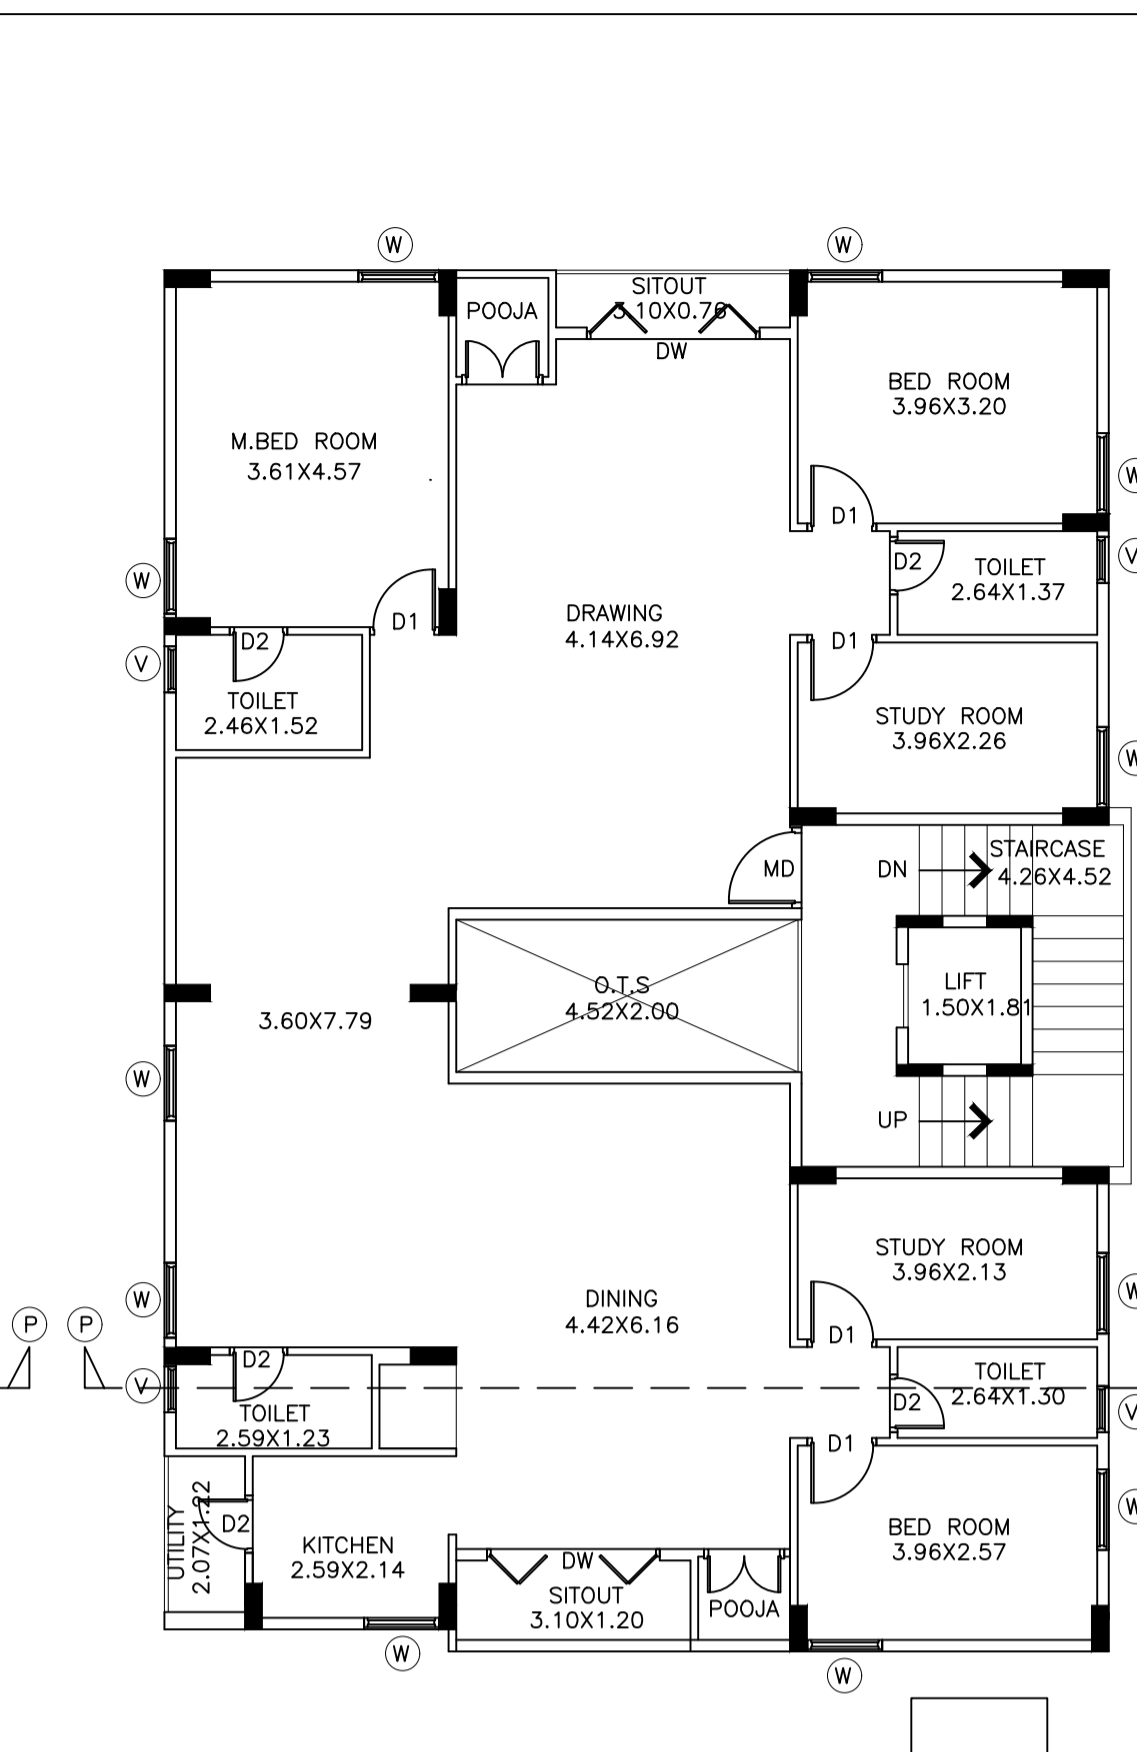 W
W
POOJA
SITOUT
3.10X0.76
DW
BED ROOM
3.96X3.20
M.BED ROOM
3.61X4.57
W
D1
V
D2
TOILET
2.64X1.37
W
DRAWING
4.14X6.92
D1
D1
D2
V
TOILET
2.46X1.52
STUDY ROOM
3.96X2.26
W
MD
DN
STAIRCASE
4.26X4.52
O.T.S
4.52X2.00
LIFT
1.50X1.81
3.60X7.79
W
UP
STUDY ROOM
3.96X2.13
W
DINING
4.42X6.16
W
P
P
D1
D2
V
TOILET
2.59X1.23
TOILET
2.64X1.30
D2
V
D1
UTILITY
2.07X1.22
D2
KITCHEN
2.59X2.14
W
BED ROOM
3.96X2.57
DW
SITOUT
3.10X1.20
POOJA
W
W